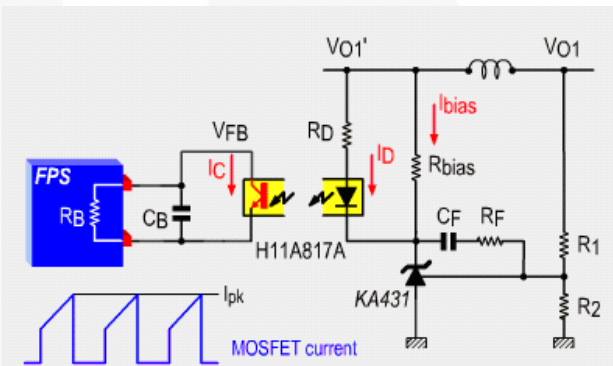 VO1'
VO1
Ibias
RD
VFB
ID
Rbias
IC
FPS
RB
CB
CF
RF
H11A817A
R1
KA431
R2
Ipk
MOSFET current